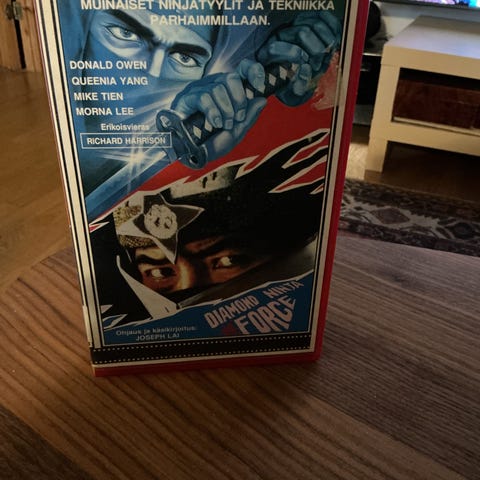 MUINAISET NINJATYYLIT JA TEKNIIKKA
PARHAIMMILLAAN.
DONALD OWEN
QUEENIA YANG
MIKE TIEN
MORNA LEE
Erikoisvieras
RICHARD HARRISON
DIAMOND NINJA
FORCE
Ohjaus ja käsikirjoitus:
JOSEPH LAI